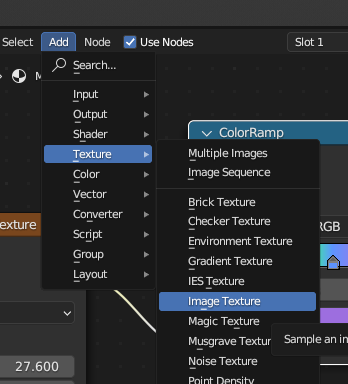 Select Add Node Use Nodes Slot 1
Search...
M
Input
Output
Shader
Texture
Color
Vector
Converter
Script
Group
Layout
ColorRamp
Multiple Images
Image Sequence
Brick Texture
Checker Texture
Environment Texture
Gradient Texture
IES Texture
Image Texture
Magic Texture
Musgrave Textur
Noise Texture
Point Density
exture
RGB
Sample an in
27.600